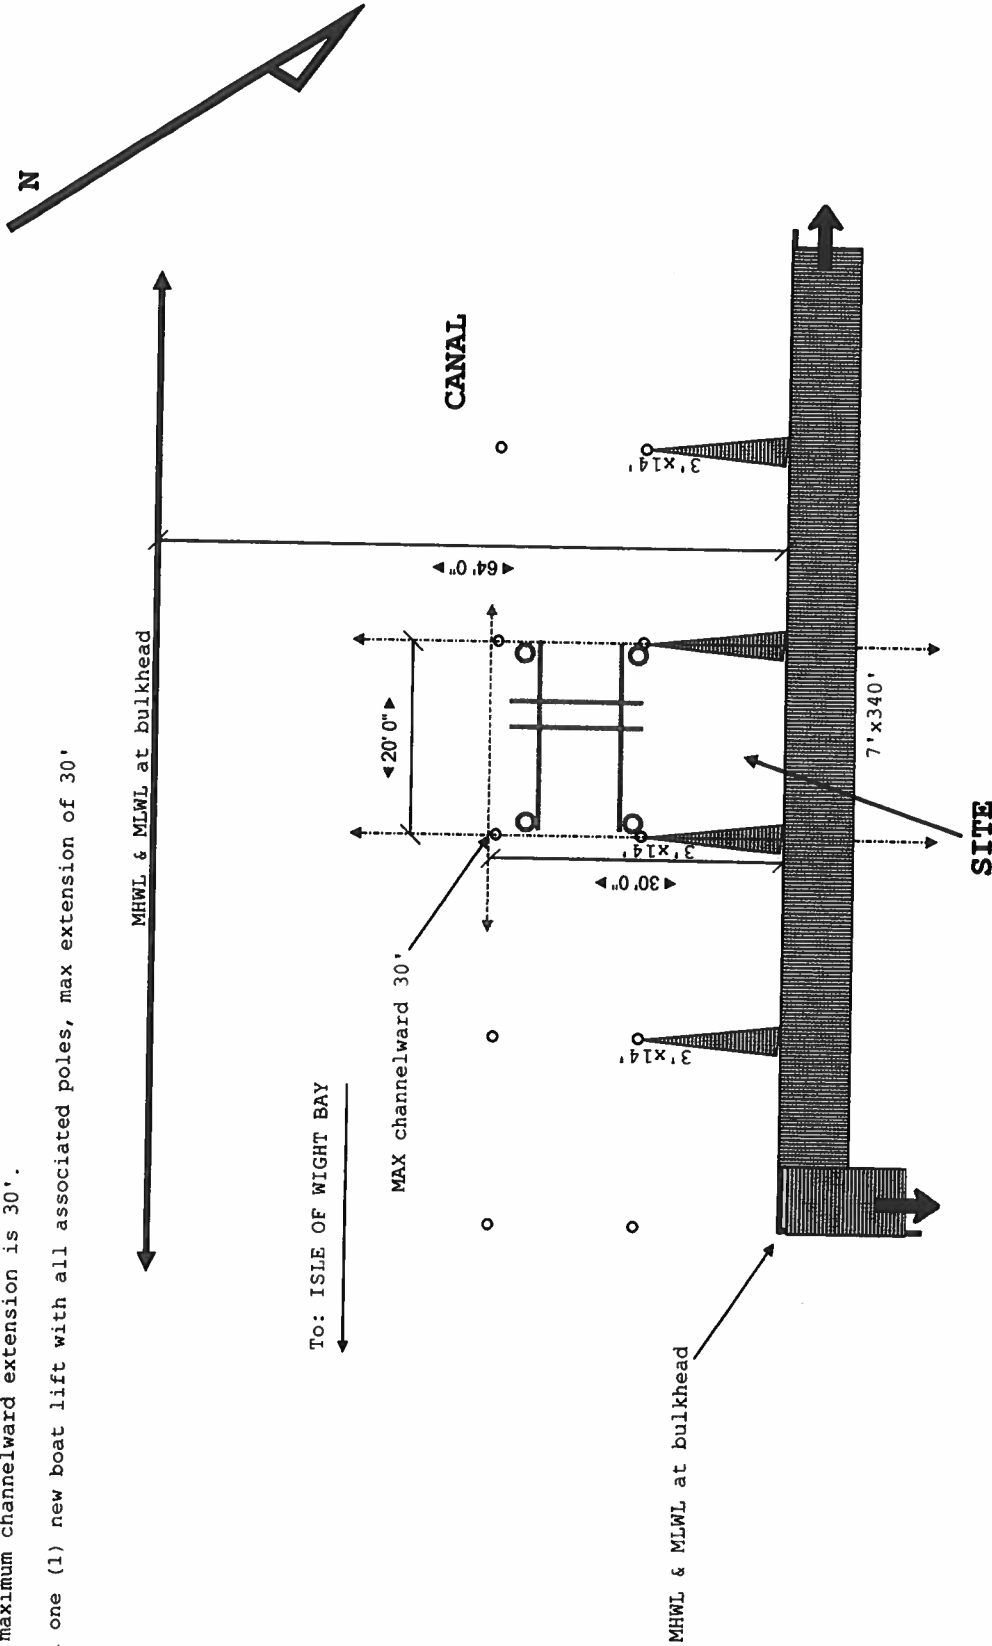 maximum channelward extension is 30'.
. one (1) new boat lift with all associated poles, max extension of 30'
N
MHWL & MLWL at bulkhead
CANAL
64'0"
20'0"
30'0"
3'x14'
3'x14'
3'x14'
MAX channelward 30'
To: ISLE OF WIGHT BAY
7'x340'
SITE
MHWL & MLWL at bulkhead